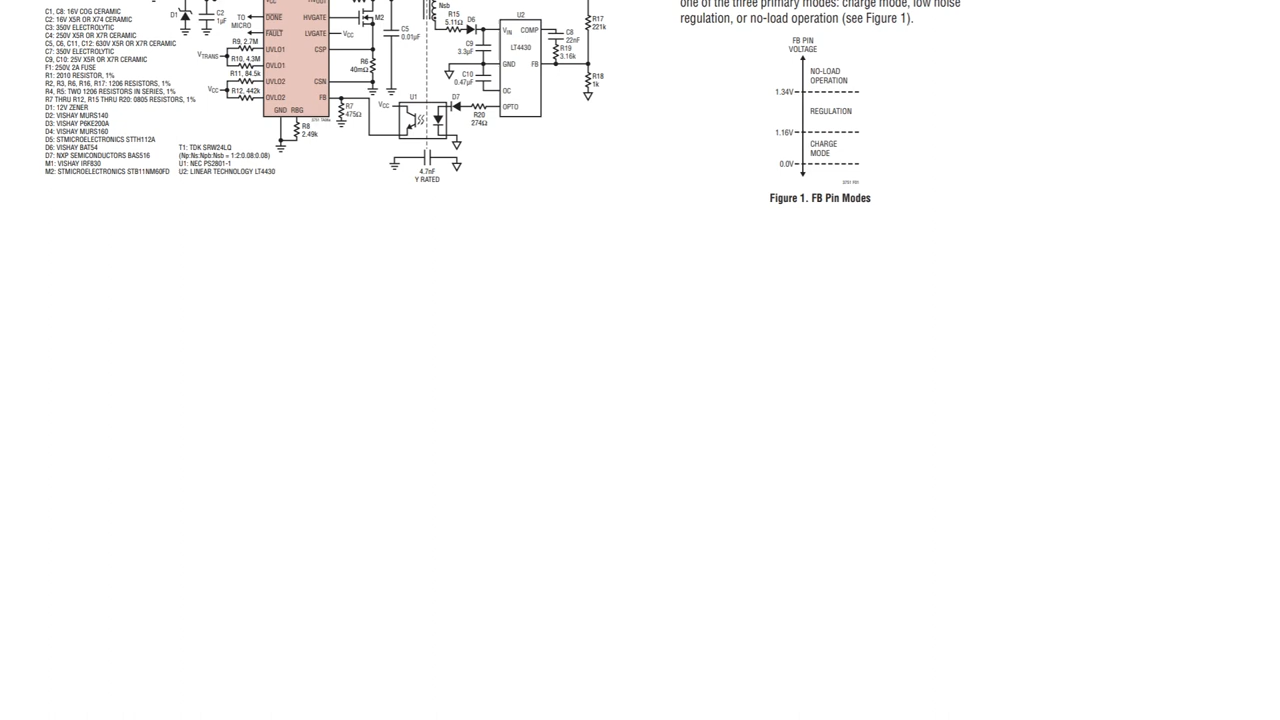 one of the three primary modes: charge mode, low noise
regulation, or no-load operation (see Figure 1).
C1, C8: 16V COG CERAMIC
C2: 16V X5R OR X74 CERAMIC
C3: 350V ELECTROLYTIC
C4: 250V X5R OR X7R CERAMIC
C5, C6, C11, C12: 630V X5R OR X7R CERAMIC
C7: 350V ELECTROLYTIC
C9, C10: 25V X5R OR X7R CERAMIC
F1: 250V, 2A FUSE
R1: 2010 RESISTOR, 1%
R2, R3, R6, R16, R17: 1206 RESISTORS, 1%
R4, R5: TWO 1206 RESISTORS IN SERIES, 1%
R7 THRU R12, R15 THRU R20: 0805 RESISTORS, 1%
D1: 12V ZENER
D2: VISHAY MURS140
D3: VISHAY P6KE200A
D4: VISHAY MURS160
D5: STMICROELECTRONICS STTH112A
D6: VISHAY BAT54
D7: NXP SEMICONDUCTORS BAS516
M1: VISHAY IRF830
M2: STMICROELECTRONICS STB11NM60FD
T1: TDK SRW24LQ
(Np:Ns:Npb:Nsb = 1:2:0.08:0.08)
U1: NEC PS2801-1
U2: LINEAR TECHNOLOGY LT4430
D1
C2
1µF
TO
MICRO
VTRANS
VCC
R9, 2.7M
R10, 4.3M
R11, 84.5k
R12, 442k
DONE
FAULT
UVLO1
OVLO1
UVLO2
OVLO2
HVGATE
LVGATE
CSP
CSN
FB
GND RBG
M2
VCC
R6
40mΩ
R7
475Ω
R8
2.49k
C5
0.01µF
Nsb
R15
5.11Ω
D6
C9
3.3µF
C10
0.47µF
U2
VIN
COMP
LT4430
GND
FB
OC
OPTO
C8
22nF
R19
3.16k
R17
221k
R18
1k
VCC
U1
D7
R20
274Ω
4.7nF
Y RATED
FB PIN
VOLTAGE
NO-LOAD
OPERATION
1.34V
REGULATION
1.16V
CHARGE
MODE
0.0V
3751 F01
Figure 1. FB Pin Modes